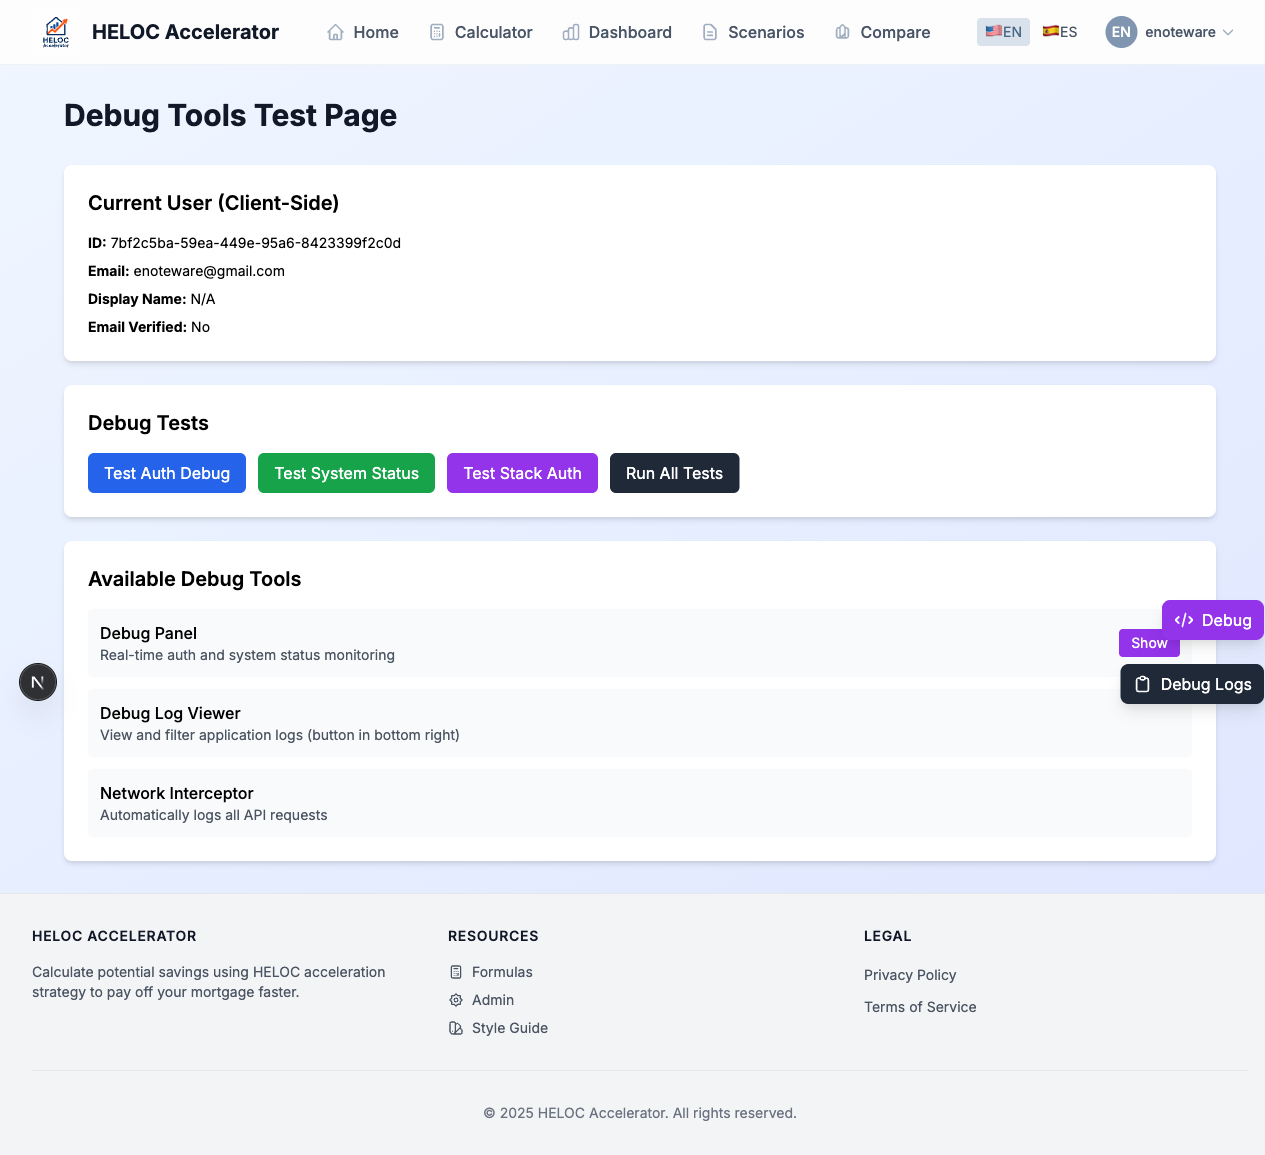 HELOC
Accelerator
HELOC Accelerator
Home
Calculator
Dashboard
Scenarios
Compare
🇺🇸EN
🇪🇸ES
EN
enoteware
Debug Tools Test Page
Current User (Client-Side)
ID: 7bf2c5ba-59ea-449e-95a6-8423399f2c0d
Email: enoteware@gmail.com
Display Name: N/A
Email Verified: No
Debug Tests
Test Auth Debug
Test System Status
Test Stack Auth
Run All Tests
Available Debug Tools
Debug Panel
Real-time auth and system status monitoring
Show
</> Debug
Debug Logs
N
Debug Log Viewer
View and filter application logs (button in bottom right)
Network Interceptor
Automatically logs all API requests
HELOC ACCELERATOR
Calculate potential savings using HELOC acceleration
strategy to pay off your mortgage faster.
RESOURCES
Formulas
Admin
Style Guide
LEGAL
Privacy Policy
Terms of Service
© 2025 HELOC Accelerator. All rights reserved.